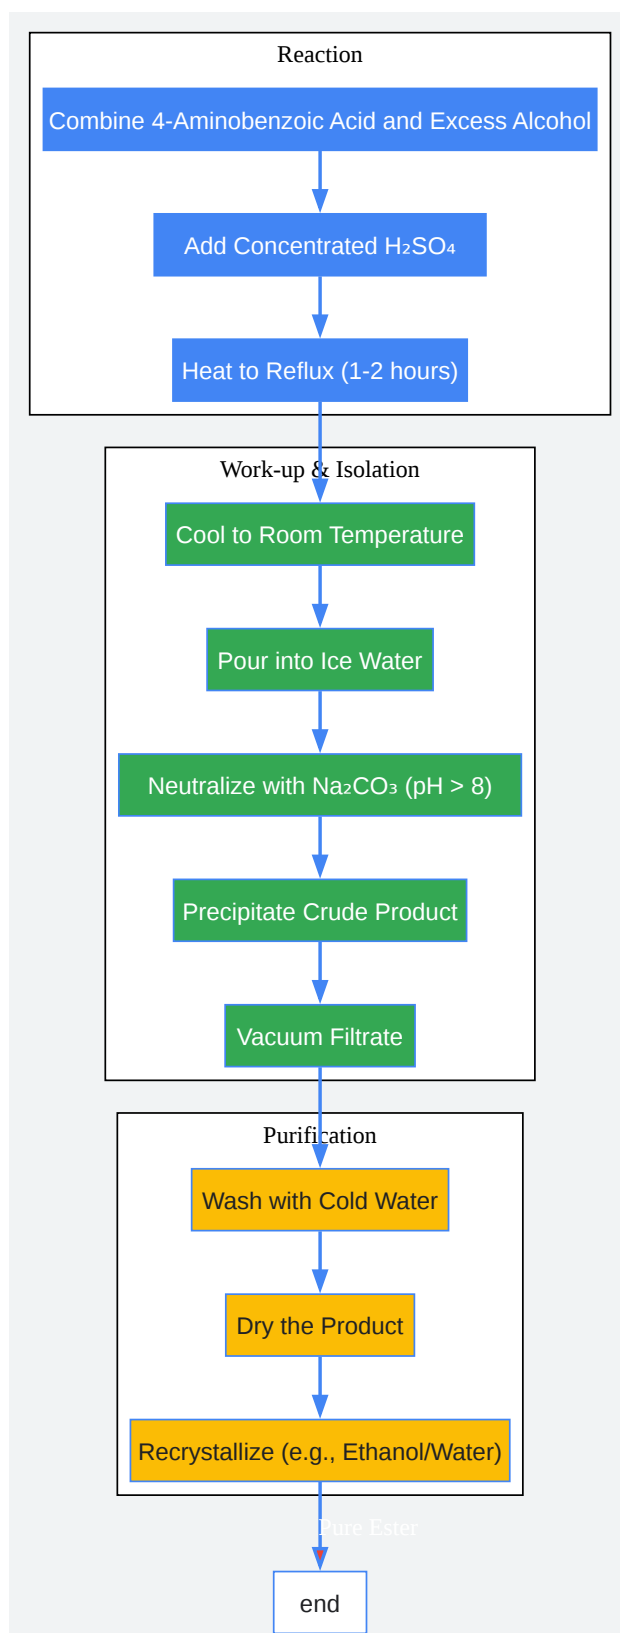 Reaction
Combine 4-Aminobenzoic Acid and Excess Alcohol
Add Concentrated H₂SO₄
Heat to Reflux (1-2 hours)
Work-up & Isolation
Cool to Room Temperature
Pour into Ice Water
Neutralize with Na₂CO₃ (pH > 8)
Precipitate Crude Product
Vacuum Filtrate
Purification
Wash with Cold Water
Dry the Product
Recrystallize (e.g., Ethanol/Water)
Pure Ester
end